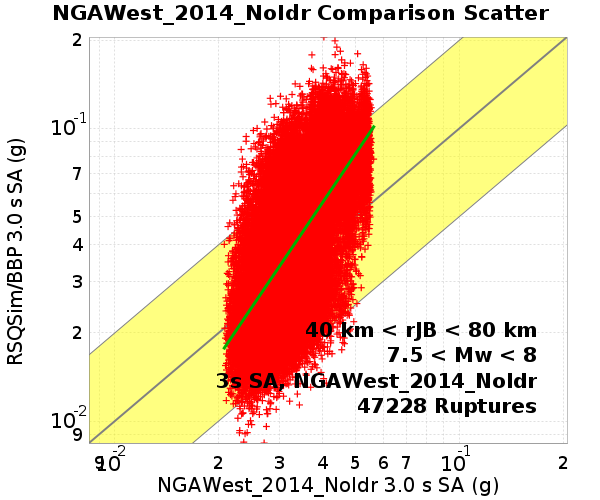 NGAWest_2014_NoIdr Comparison Scatter
RSQSim/BBP 3.0 s SA (g)
2
10-1
7
5
4
3
2
10-2
9
40 km < rJB < 80 km
7.5 < Mw < 8
3s SA, NGAWest_2014_NoIdr
47228 Ruptures
9 10-2 2 3 4 5 6 7 10-1 2
NGAWest_2014_NoIdr 3.0 s SA (g)